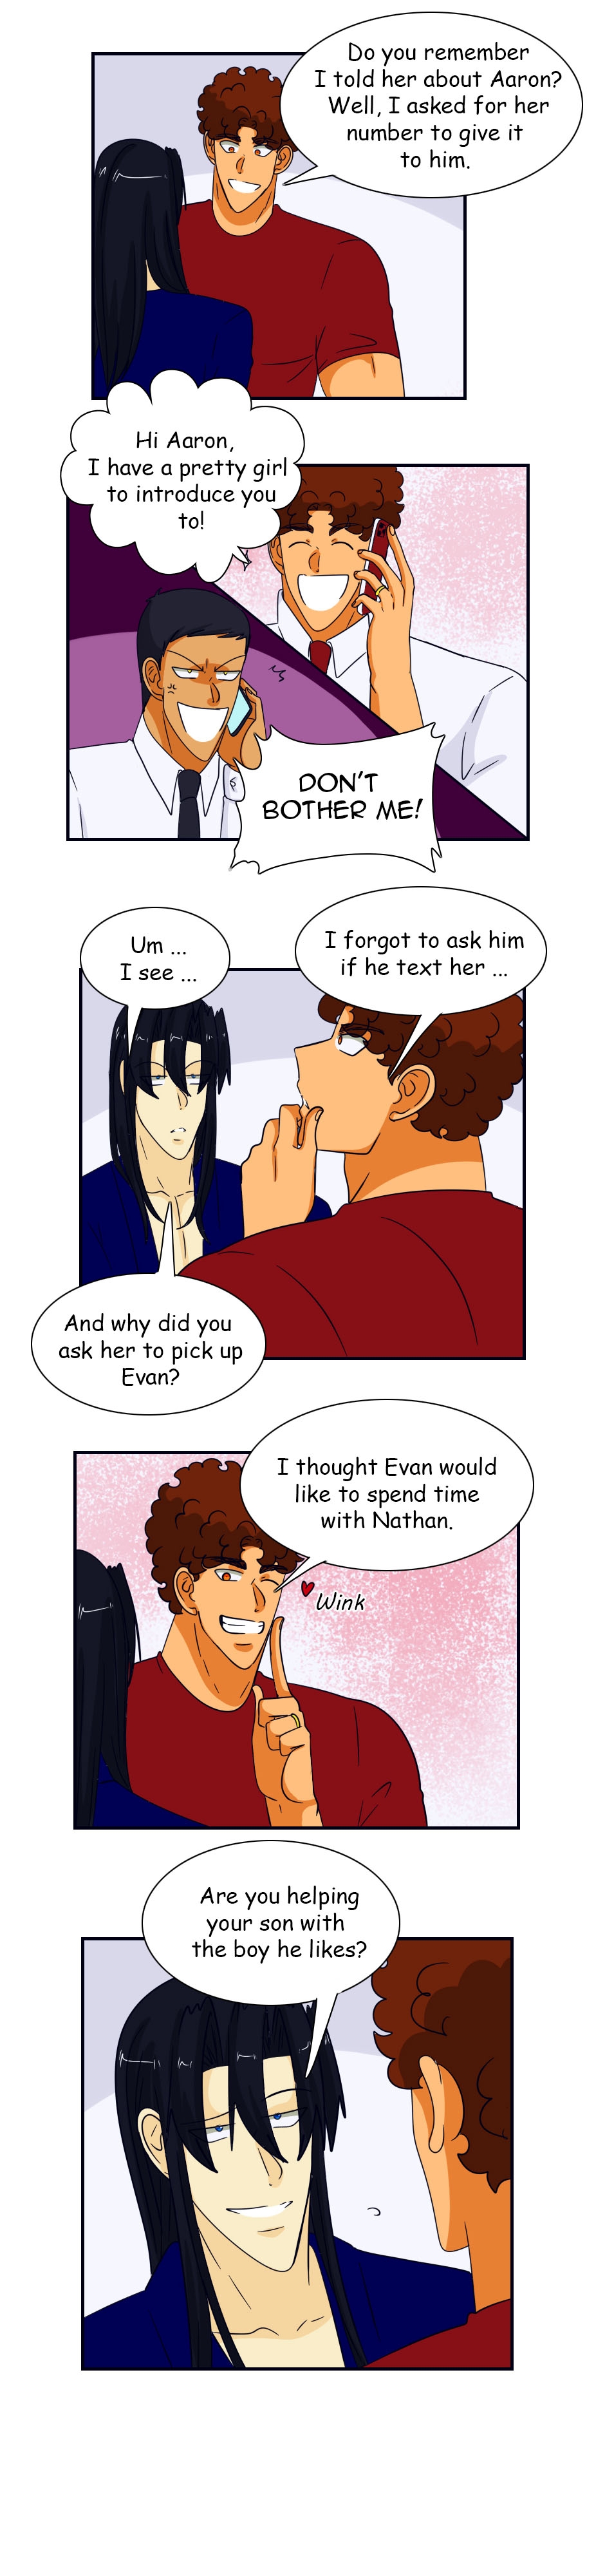 Do you remember
I told her about Aaron?
Well, I asked for her
number to give it
to him.
Hi Aaron,
I have a pretty girl
to introduce you
to!
DON'T
BOTHER ME!
Um ...
I see ...
I forgot to ask him
if he text her ...
And why did you
ask her to pick up
Evan?
I thought Evan would
like to spend time
with Nathan.
Wink
Are you helping
your son with
the boy he likes?